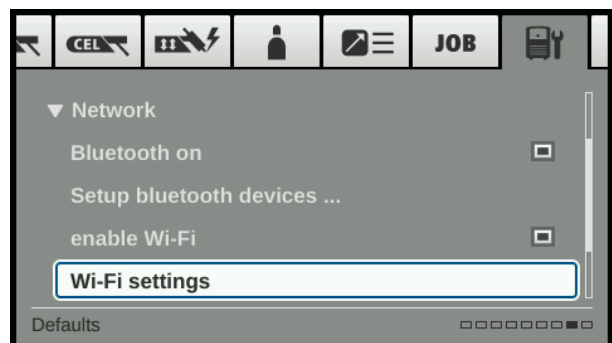 CEL
JOB
Network
Bluetooth on
Setup bluetooth devices ...
enable Wi-Fi
Wi-Fi settings
Defaults